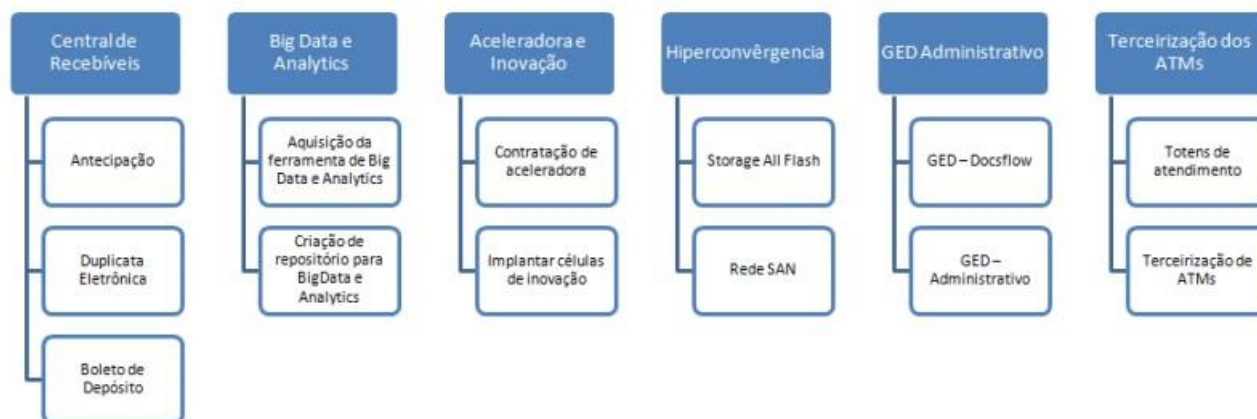 Central de
Recebíveis
Antecipação
Duplicata
Eletrônica
Boleto de
Depósito
Big Data e
Analytics
Aquisição da
ferramenta de Big
Data e Analytics
Criação de
repositório para
BigData e
Analytics
Aceleradora e
Inovação
Contratação de
aceleradora
Implantar células
de inovação
Hiperconvêrgencia
Storage All Flash
Rede SAN
GED Administrativo
GED – Docsflow
GED –
Administrativo
Terceirização dos
ATMs
Totens de
atendimento
Terceirização de
ATMs